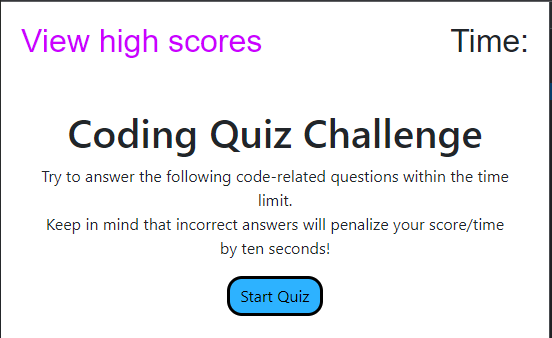 View high scores
Time:
Coding Quiz Challenge
Try to answer the following code-related questions within the time
limit.
Keep in mind that incorrect answers will penalize your score/time
by ten seconds!
Start Quiz